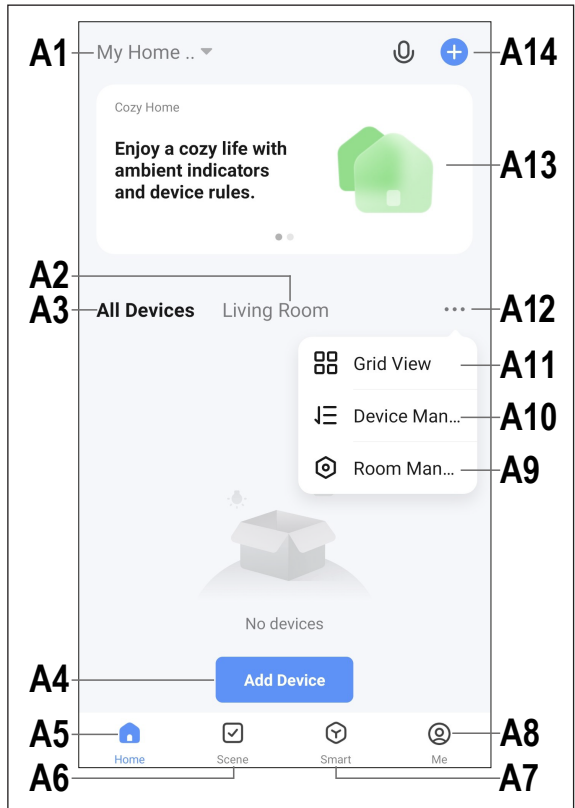 A1
My Home ..
A14
Cozy Home
Enjoy a cozy life with
ambient indicators
and device rules.
A13
A2
A3
All Devices
Living Room
A12
Grid View
A11
Device Man...
A10
Room Man...
A9
No devices
A4
Add Device
A5
A8
Home
Scene
Smart
Me
A6
A7